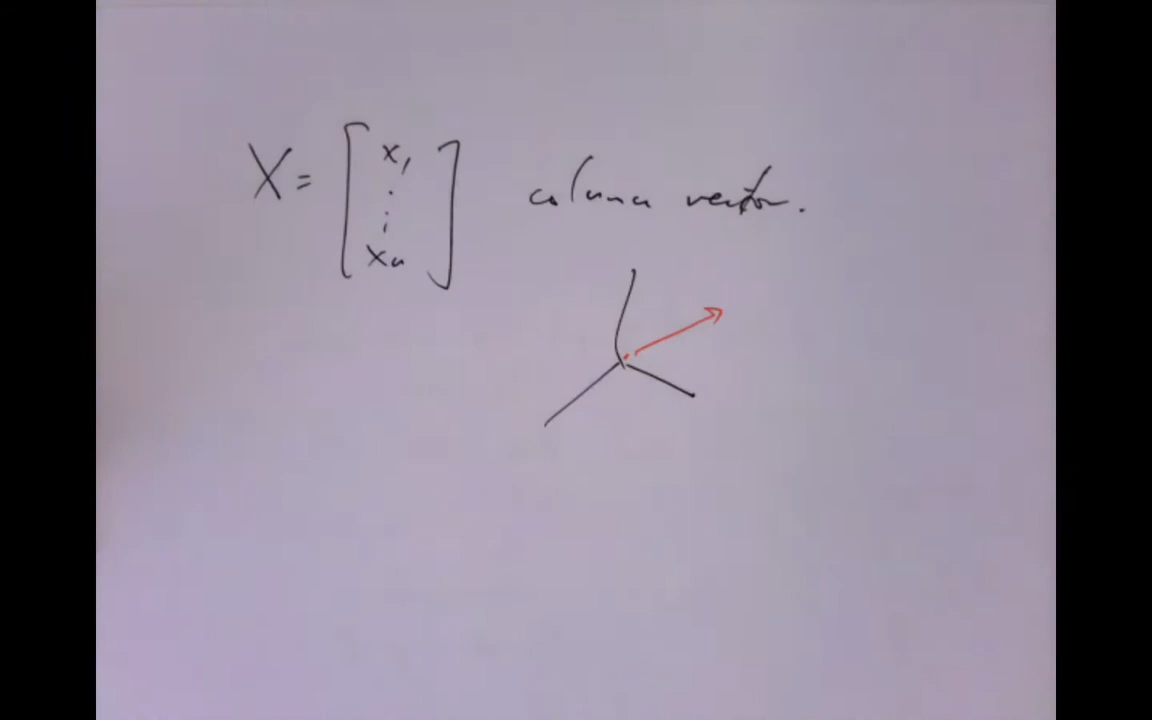 X = [ x₁ ⋮ xₙ ] column vector.